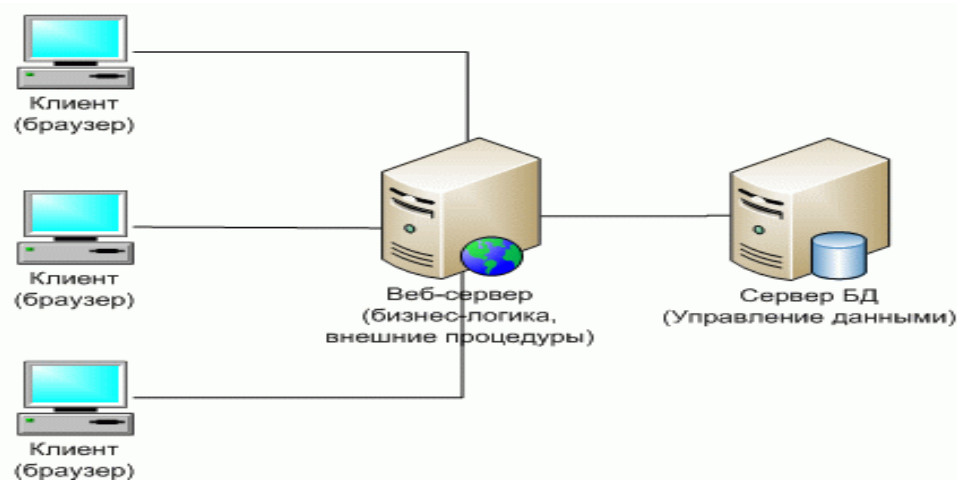 Клиент
(браузер)
Клиент
(браузер)
Веб-сервер
(бизнес-логика,
внешние процедуры)
Сервер БД
(Управление данными)
Клиент
(браузер)